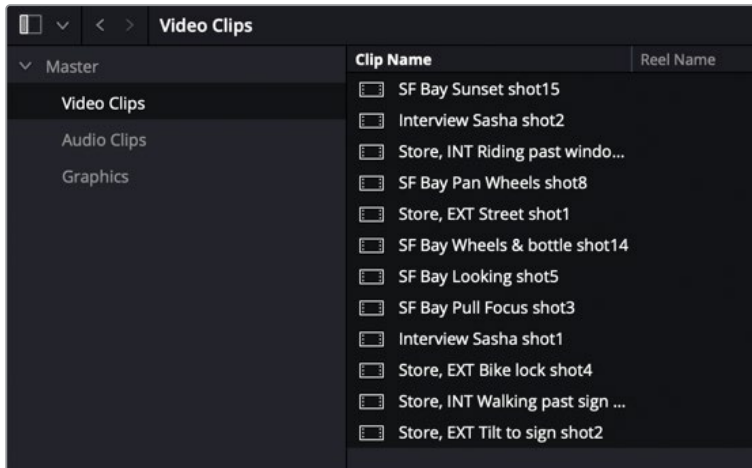 Video Clips
Master
Video Clips
Audio Clips
Graphics
Clip Name Reel Name
SF Bay Sunset shot15
Interview Sasha shot2
Store, INT Riding past windo...
SF Bay Pan Wheels shot8
Store, EXT Street shot1
SF Bay Wheels & bottle shot14
SF Bay Looking shot5
SF Bay Pull Focus shot3
Interview Sasha shot1
Store, EXT Bike lock shot4
Store, INT Walking past sign ...
Store, EXT Tilt to sign shot2